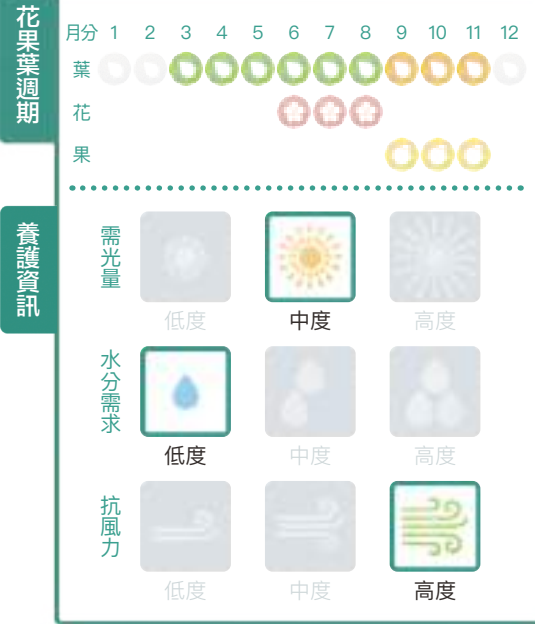 花果葉週期
月分 1 2 3 4 5 6 7 8 9 10 11 12
葉
花
果
養護資訊
需光量
低度 中度 高度
水分需求
低度 中度 高度
抗風力
低度 中度 高度